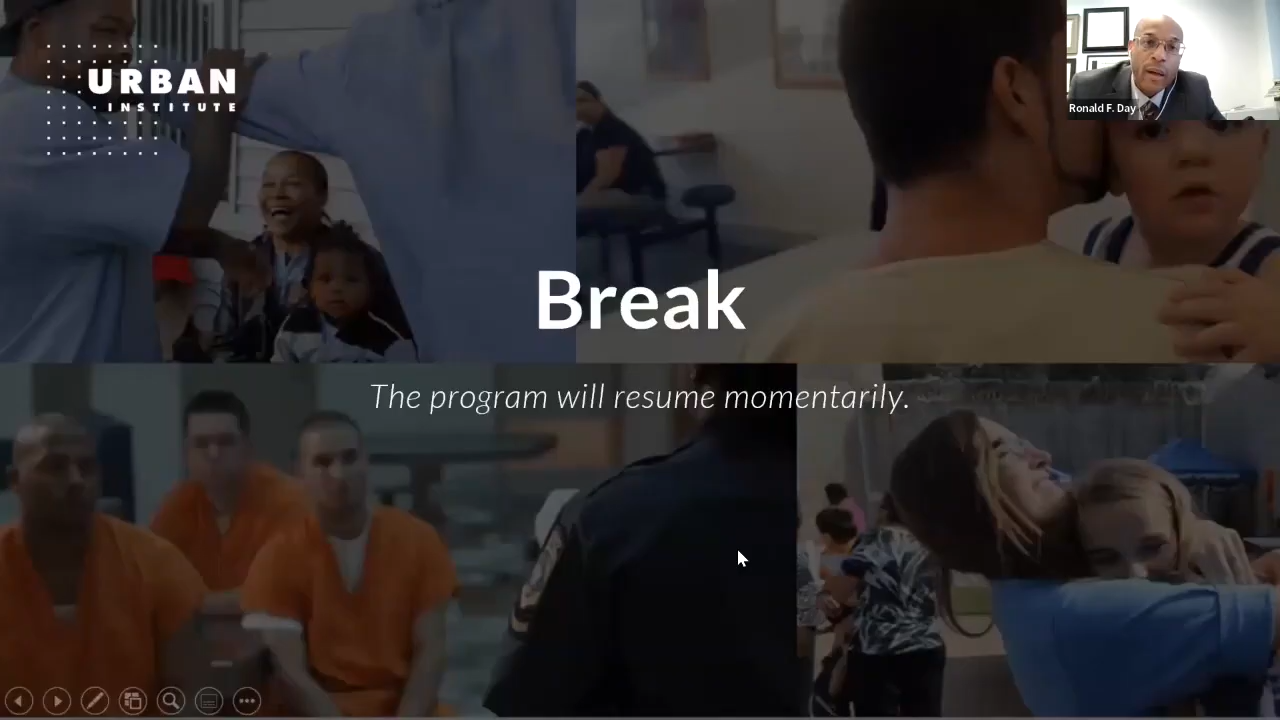 URBAN
INSTITUTE
Ronald F. Day
Break
The program will resume momentarily.